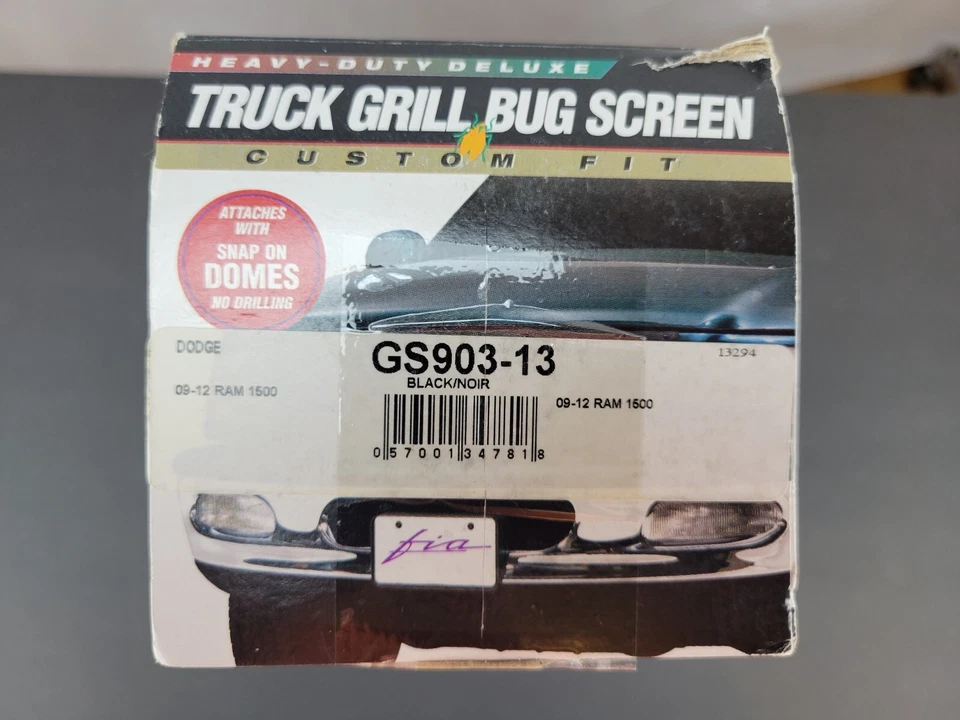 HEAVY-DUTY DELUXE
TRUCK GRILL BUG SCREEN
CUSTOM FIT
ATTACHES
WITH
SNAP ON
DOMES
NO DRILLING
DODGE
GS903-13
13294
BLACK/NOIR
09-12 RAM 1500
09-12 RAM 1500
0 57001 34781 8
fia